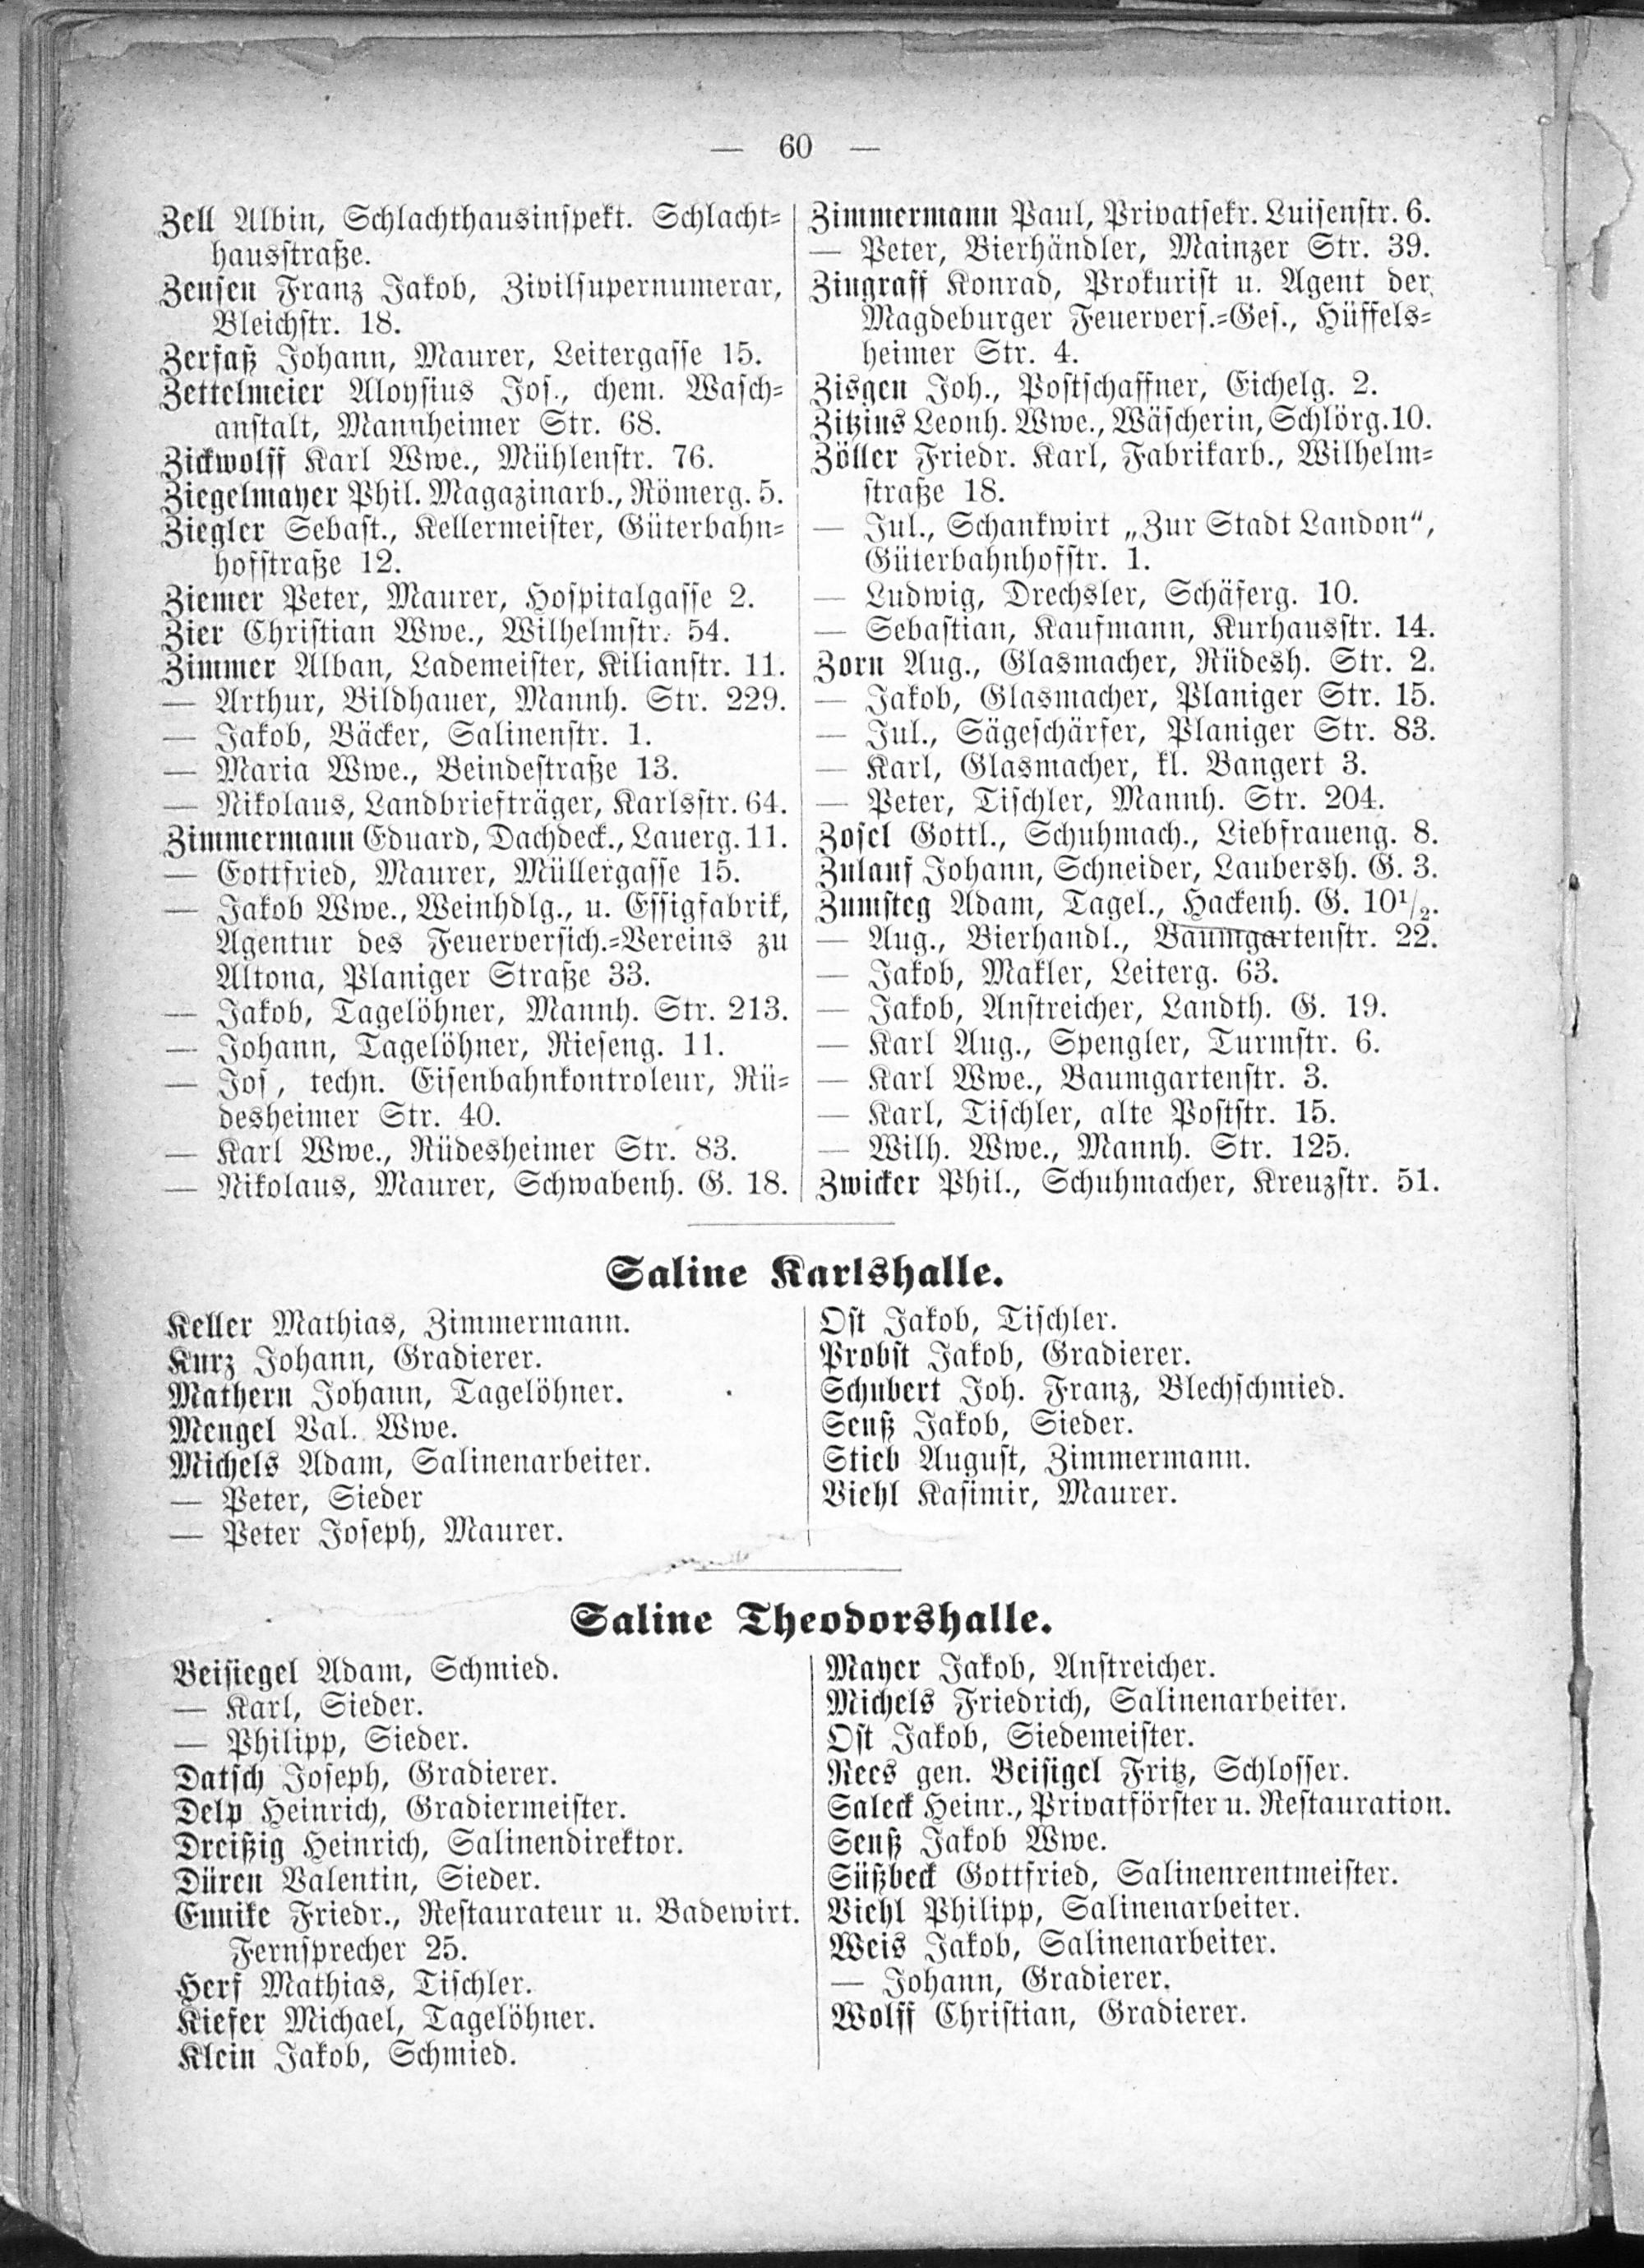 — 60 —
Zell Albin, Schlachthausinspekt. Schlacht=
hausstraße.
Zensen Franz Jakob, Zivilsupernumerar,
Bleichstr. 18.
Zerfaß Johann, Maurer, Leitergasse 15.
Zettelmeier Aloysius Jos., chem. Wasch=
anstalt, Mannheimer Str. 68.
Zickwolff Karl Wwe., Mühlenstr. 76.
Ziegelmayer Phil. Magazinarb., Römerg. 5.
Ziegler Sebast., Kellermeister, Güterbahn=
hofstraße 12.
Ziemer Peter, Maurer, Hospitalgasse 2.
Zier Christian Wwe., Wilhelmstr. 54.
Zimmer Alban, Lademeister, Kilianstr. 11.
— Arthur, Bildhauer, Mannh. Str. 229.
— Jakob, Bäcker, Salinenstr. 1.
— Maria Wwe., Beindestraße 13.
— Nikolaus, Landbriefträger, Karlsstr. 64.
Zimmermann Eduard, Dachdeck., Lauerg. 11.
— Gottfried, Maurer, Müllergasse 15.
— Jakob Wwe., Weinhdlg., u. Essigfabrik,
Agentur des Feuerversich.=Vereins zu
Altona, Planiger Straße 33.
— Jakob, Tagelöhner, Mannh. Str. 213.
— Johann, Tagelöhner, Rieseng. 11.
— Jos, techn. Eisenbahnkontroleur, Rü=
desheimer Str. 40.
— Karl Wwe., Rüdesheimer Str. 83.
— Nikolaus, Maurer, Schwabenh. G. 18.
Zimmermann Paul, Privatsekr. Luisenstr. 6.
— Peter, Bierhändler, Mainzer Str. 39.
Zingraff Konrad, Prokurist u. Agent der
Magdeburger Feuervers.=Ges., Hüffels=
heimer Str. 4.
Zisgen Joh., Postschaffner, Eichelg. 2.
Zitzius Leonh. Wwe., Wäscherin, Schlörg. 10.
Zöller Friedr. Karl, Fabrikarb., Wilhelm=
straße 18.
— Jul., Schankwirt „Zur Stadt Landon“,
Güterbahnhofstr. 1.
— Ludwig, Drechsler, Schäferg. 10.
— Sebastian, Kaufmann, Kurhausstr. 14.
Zorn Aug., Glasmacher, Rüdesh. Str. 2.
— Jakob, Glasmacher, Planiger Str. 15.
— Jul., Sägeschärfer, Planiger Str. 83.
— Karl, Glasmacher, kl. Bangert 3.
— Peter, Tischler, Mannh. Str. 204.
Zosel Gottl., Schuhmach., Liebfraueng. 8.
Zulauf Johann, Schneider, Laubersh. G. 3.
Zumsteg Adam, Tagel., Hackenh. G. 10½.
— Aug., Bierhandl., Baumgartenstr. 22.
— Jakob, Makler, Leiterg. 63.
— Jakob, Anstreicher, Landth. G. 19.
— Karl Aug., Spengler, Turmstr. 6.
— Karl Wwe., Baumgartenstr. 3.
— Karl, Tischler, alte Poststr. 15.
— Wilh. Wwe., Mannh. Str. 125.
Zwicker Phil., Schuhmacher, Kreuzstr. 51.
Saline Karlshalle.
Keller Mathias, Zimmermann.
Kurz Johann, Gradierer.
Mathern Johann, Tagelöhner.
Mengel Val. Wwe.
Michels Adam, Salinenarbeiter.
— Peter, Sieder
— Peter Joseph, Maurer.
Ost Jakob, Tischler.
Probst Jakob, Gradierer.
Schubert Joh. Franz, Blechschmied.
Senß Jakob, Sieder.
Stieb August, Zimmermann.
Viehl Kasimir, Maurer.
Saline Theodorshalle.
Beisiegel Adam, Schmied.
— Karl, Sieder.
— Philipp, Sieder.
Datsch Joseph, Gradierer.
Delp Heinrich, Gradiermeister.
Dreißig Heinrich, Salinendirektor.
Düren Valentin, Sieder.
Ennike Friedr., Restaurateur u. Badewirt.
Fernsprecher 25.
Herf Mathias, Tischler.
Kiefer Michael, Tagelöhner.
Klein Jakob, Schmied.
Mayer Jakob, Anstreicher.
Michels Friedrich, Salinenarbeiter.
Ost Jakob, Siedemeister.
Rees gen. Beisigel Fritz, Schlosser.
Saleck Heinr., Privatförster u. Restauration.
Senß Jakob Wwe.
Süßbeck Gottfried, Salinenrentmeister.
Viehl Philipp, Salinenarbeiter.
Weis Jakob, Salinenarbeiter.
— Johann, Gradierer.
Wolff Christian, Gradierer.